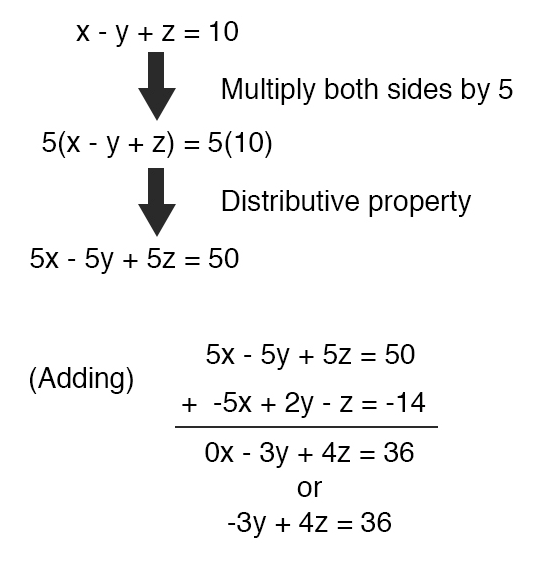 x - y + z = 10
Multiply both sides by 5
5(x - y + z) = 5(10)
Distributive property
5x - 5y + 5z = 50
(Adding)
5x - 5y + 5z = 50
+ -5x + 2y - z = -14
0x - 3y + 4z = 36
or
-3y + 4z = 36